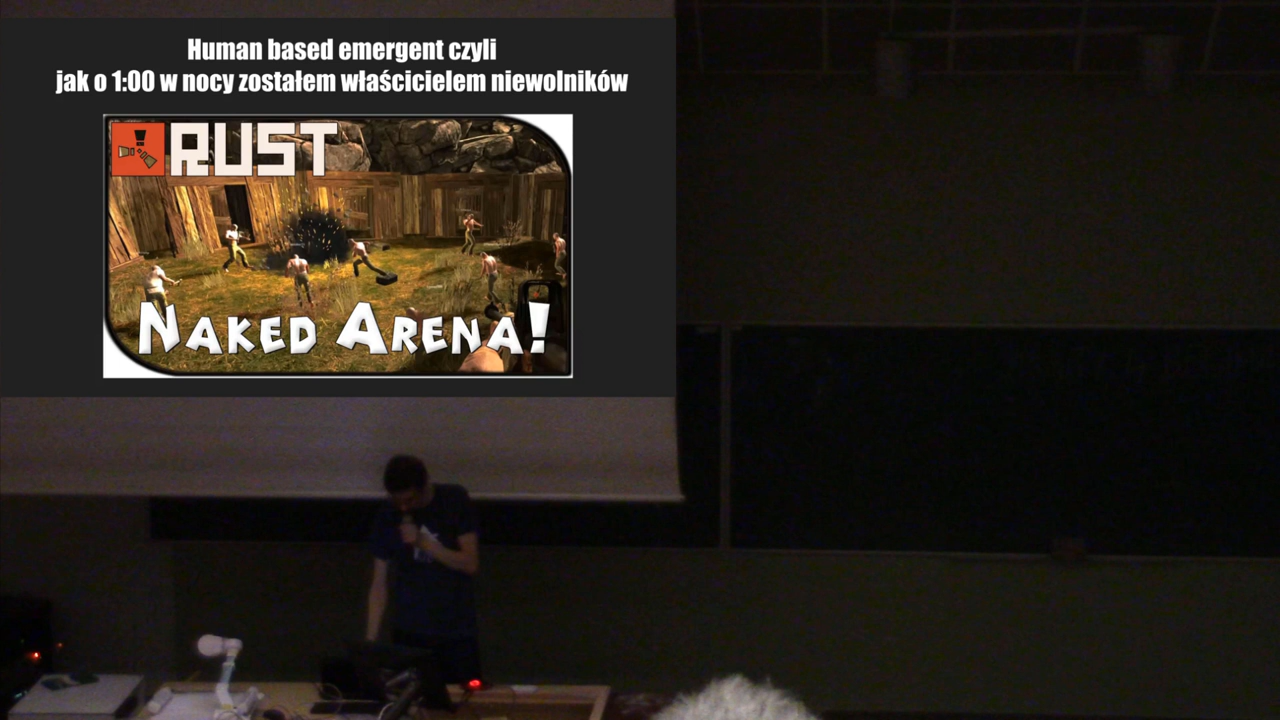 Human based emergent czyli
jak o 1:00 w nocy zostałem właścicielem niewolników
RUST
NAKED ARENA!